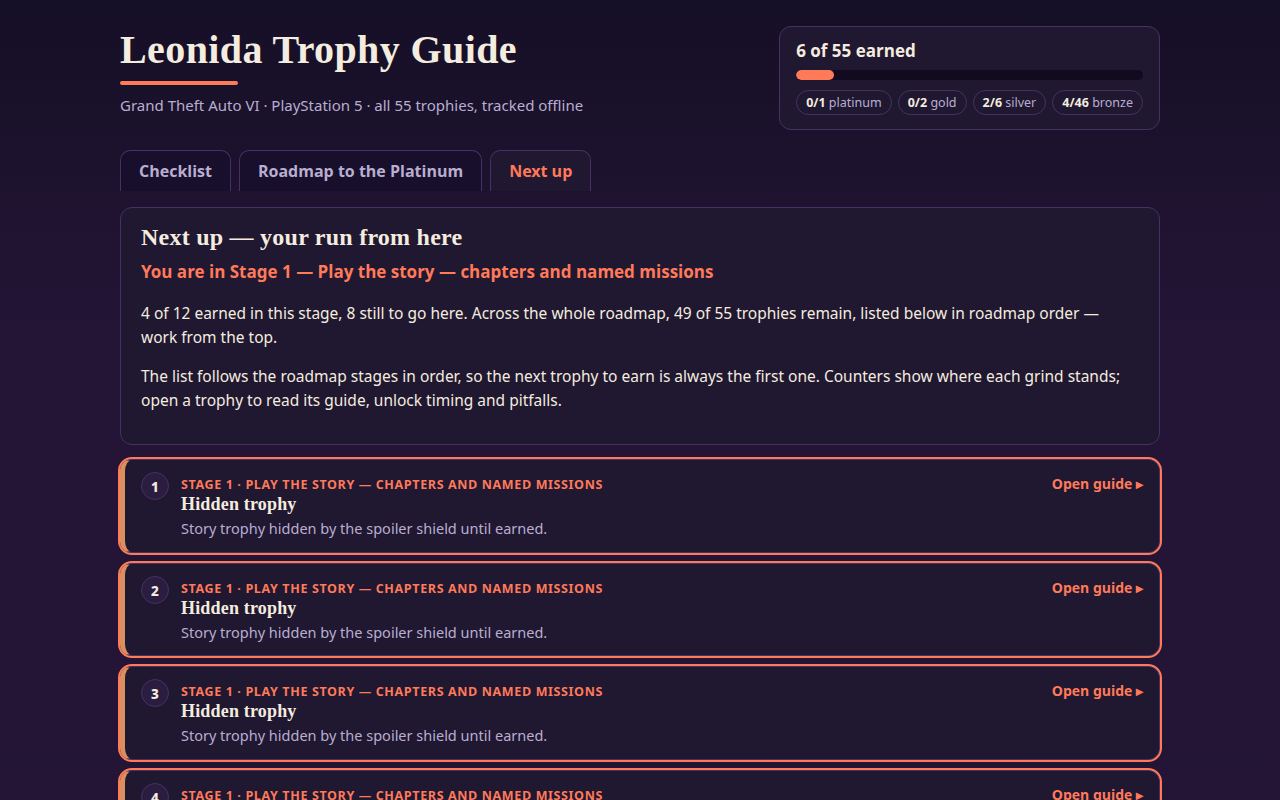 Leonida Trophy Guide
Grand Theft Auto VI · PlayStation 5 · all 55 trophies, tracked offline
6 of 55 earned
0/1 platinum 0/2 gold 2/6 silver 4/46 bronze
Checklist Roadmap to the Platinum Next up
Next up — your run from here
You are in Stage 1 — Play the story — chapters and named missions
4 of 12 earned in this stage, 8 still to go here. Across the whole roadmap, 49 of 55 trophies remain, listed below in roadmap order —
work from the top.
The list follows the roadmap stages in order, so the next trophy to earn is always the first one. Counters show where each grind stands;
open a trophy to read its guide, unlock timing and pitfalls.
1 STAGE 1 · PLAY THE STORY — CHAPTERS AND NAMED MISSIONS Open guide ▸
Hidden trophy
Story trophy hidden by the spoiler shield until earned.
2 STAGE 1 · PLAY THE STORY — CHAPTERS AND NAMED MISSIONS Open guide ▸
Hidden trophy
Story trophy hidden by the spoiler shield until earned.
3 STAGE 1 · PLAY THE STORY — CHAPTERS AND NAMED MISSIONS Open guide ▸
Hidden trophy
Story trophy hidden by the spoiler shield until earned.
4 STAGE 1 · PLAY THE STORY — CHAPTERS AND NAMED MISSIONS Open guide ▸